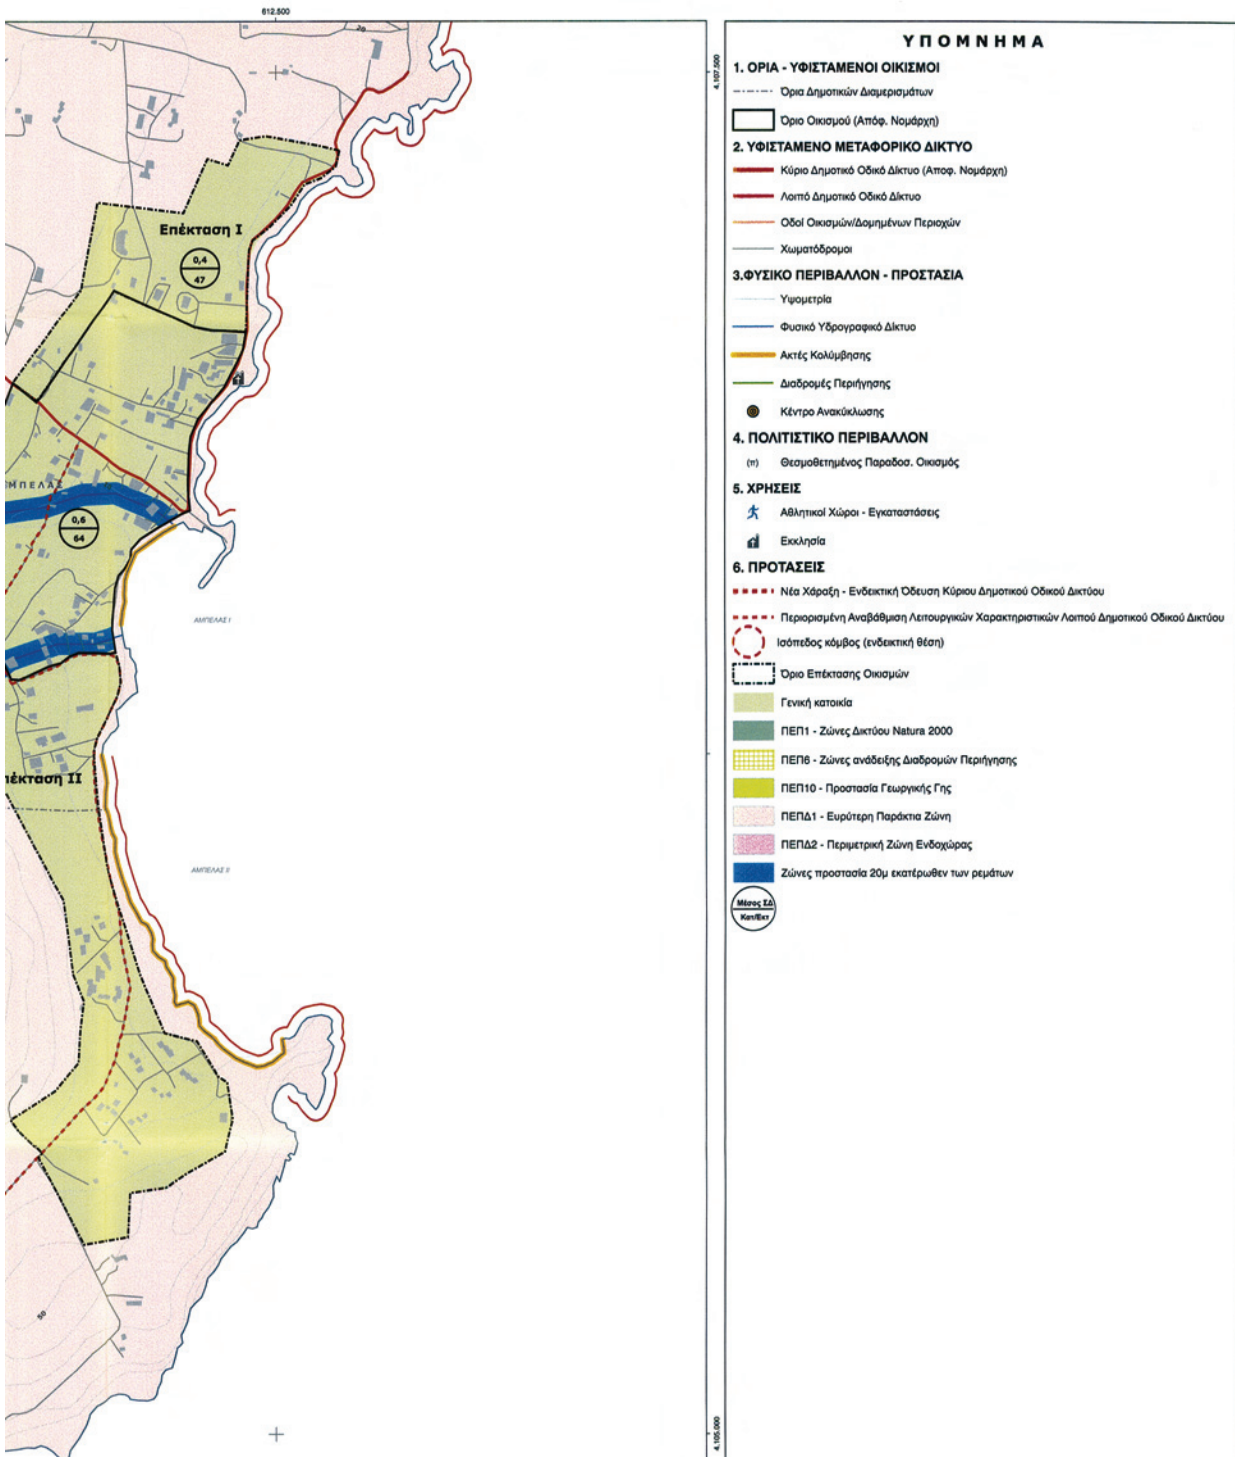 612.500
20
4.107.500
Επέκταση Ι
0,4
47
ΜΠΕΛΑΣ
0,6
64
ΑΜΠΕΛΑΣ Ι
πέκταση ΙΙ
ΑΜΠΕΛΑΣ ΙΙ
50
4.105.000
ΥΠΟΜΝΗΜΑ
1. ΟΡΙΑ - ΥΦΙΣΤΑΜΕΝΟΙ ΟΙΚΙΣΜΟΙ
Όρια Δημοτικών Διαμερισμάτων
Όριο Οικισμού (Απόφ. Νομάρχη)
2. ΥΦΙΣΤΑΜΕΝΟ ΜΕΤΑΦΟΡΙΚΟ ΔΙΚΤΥΟ
Κύριο Δημοτικό Οδικό Δίκτυο (Αποφ. Νομάρχη)
Λοιπό Δημοτικό Οδικό Δίκτυο
Οδοί Οικισμών/Δομημένων Περιοχών
Χωματόδρομοι
3.ΦΥΣΙΚΟ ΠΕΡΙΒΑΛΛΟΝ - ΠΡΟΣΤΑΣΙΑ
Υψομετρία
Φυσικό Υδρογραφικό Δίκτυο
Ακτές Κολύμβησης
Διαδρομές Περιήγησης
Κέντρο Ανακύκλωσης
4. ΠΟΛΙΤΙΣΤΙΚΟ ΠΕΡΙΒΑΛΛΟΝ
(π) Θεσμοθετημένος Παραδοσ. Οικισμός
5. ΧΡΗΣΕΙΣ
Αθλητικοί Χώροι - Εγκαταστάσεις
Εκκλησία
6. ΠΡΟΤΑΣΕΙΣ
Νέα Χάραξη - Ενδεικτική Όδευση Κύριου Δημοτικού Οδικού Δικτύου
Περιορισμένη Αναβάθμιση Λειτουργικών Χαρακτηριστικών Λοιπού Δημοτικού Οδικού Δικτύου
Ισόπεδος κόμβος (ενδεικτική θέση)
Όριο Επέκτασης Οικισμών
Γενική κατοικία
ΠΕΠ1 - Ζώνες Δικτύου Natura 2000
ΠΕΠ6 - Ζώνες ανάδειξης Διαδρομών Περιήγησης
ΠΕΠ10 - Προστασία Γεωργικής Γης
ΠΕΠΔ1 - Ευρύτερη Παράκτια Ζώνη
ΠΕΠΔ2 - Περιμετρική Ζώνη Ενδοχώρας
Ζώνες προστασία 20μ εκατέρωθεν των ρεμάτων
Μέσος ΣΔ
Κατ/Εκτ